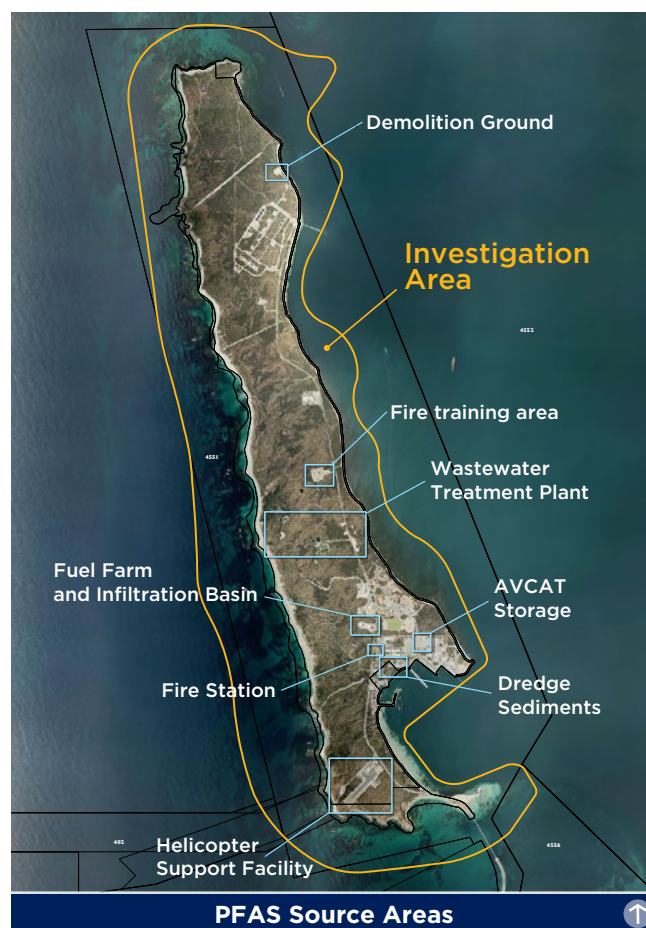 Demolition Ground
Investigation
Area
4552
Fire training area
4551
Wastewater
Treatment Plant
Fuel Farm
and Infiltration Basin
AVCAT
Storage
Fire Station
Dredge
Sediments
402
Helicopter
Support Facility
4556
PFAS Source Areas